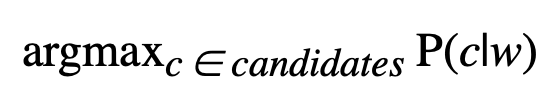 argmax_c ∈ candidates P(c|w)